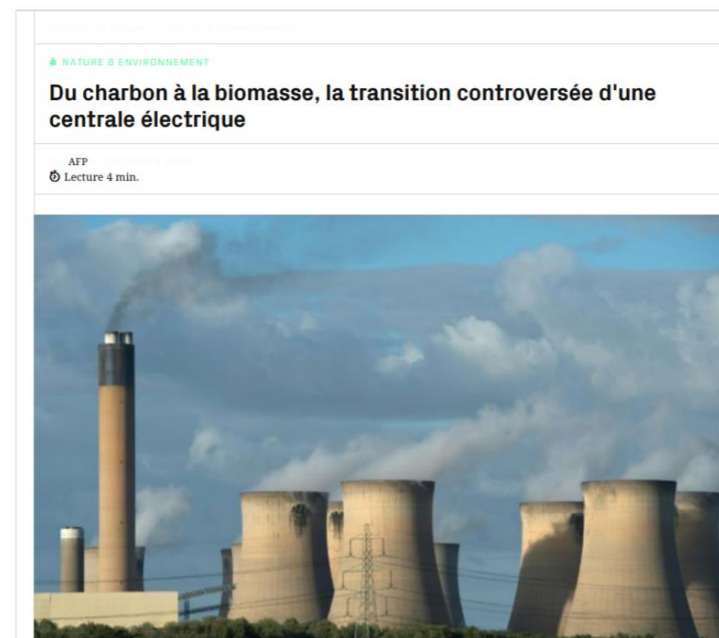 NATURE & ENVIRONNEMENT
Du charbon à la biomasse, la transition controversée d'une
centrale électrique
AFP
Lecture 4 min.